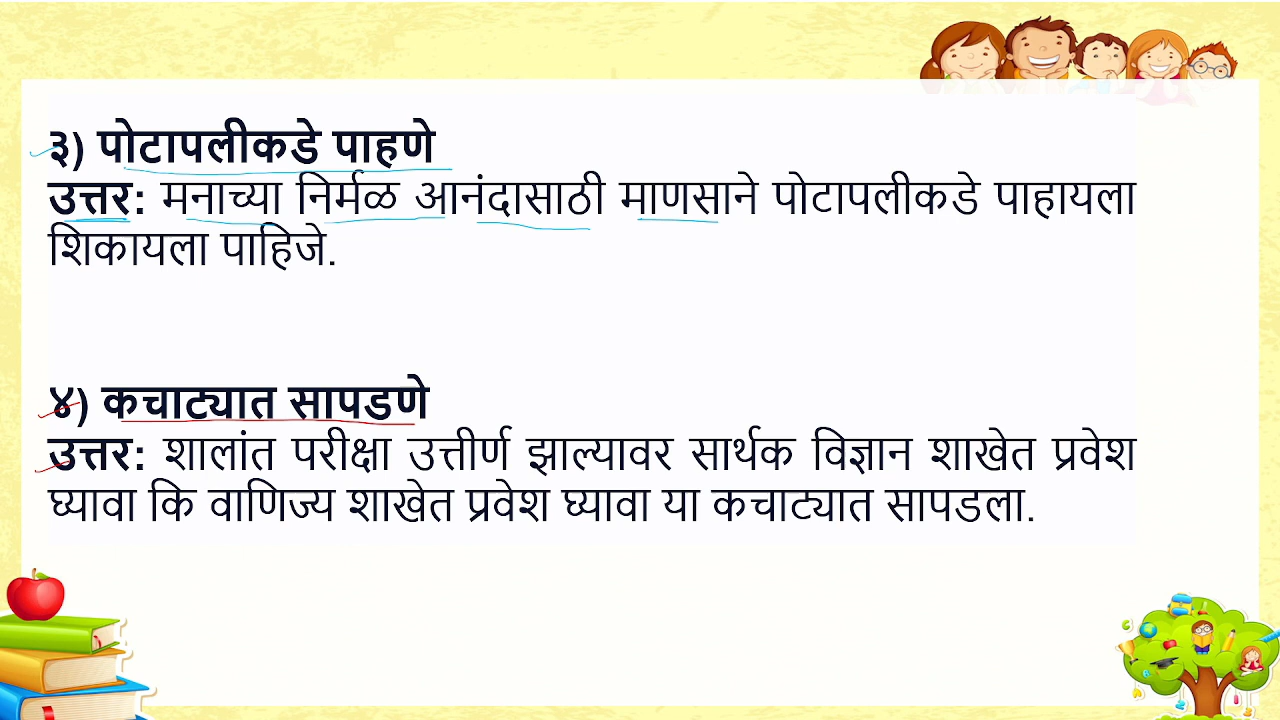 ३) पोटापलीकडे पाहणे
उत्तर: मनाच्या निर्मळ आनंदासाठी माणसाने पोटापलीकडे पाहायला
शिकायला पाहिजे.
४) कचाट्यात सापडणे
उत्तर: शालांत परीक्षा उत्तीर्ण झाल्यावर सार्थक विज्ञान शाखेत प्रवेश
घ्यावा कि वाणिज्य शाखेत प्रवेश घ्यावा या कचाट्यात सापडला.